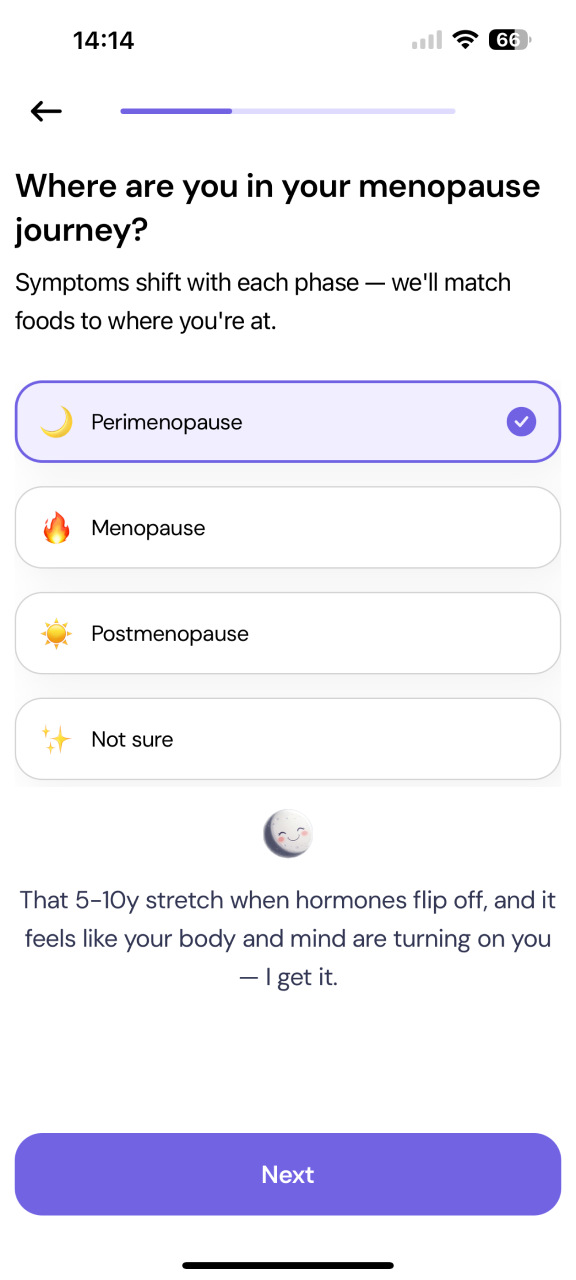 14:14
66
Where are you in your menopause
journey?
Symptoms shift with each phase — we'll match
foods to where you're at.
Perimenopause
Menopause
Postmenopause
Not sure
That 5-10y stretch when hormones flip off, and it
feels like your body and mind are turning on you
— I get it.
Next